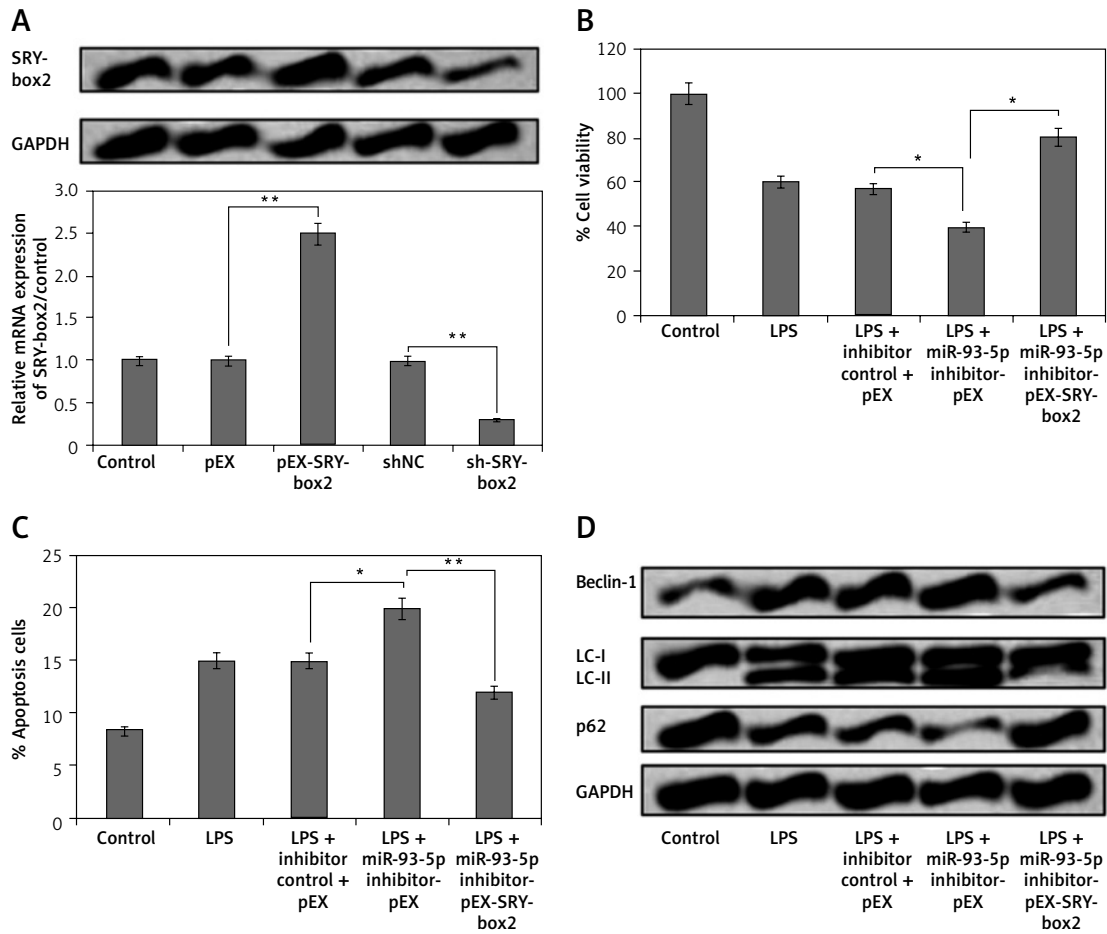 A
SRY-
box2
GAPDH
Relative mRNA expression
of SRY-box2/control
3.0
2.5
2.0
1.5
1.0
0.5
0
**
**
Control
pEX
pEX-SRY-
box2
shNC
sh-SRY-
box2
B
% Cell viability
120
100
80
60
40
20
0
*
*
Control
LPS
LPS +
inhibitor
control +
pEX
LPS +
miR-93-5p
inhibitor-
pEX
LPS +
miR-93-5p
inhibitor-
pEX-SRY-
box2
C
% Apoptosis cells
25
20
15
10
5
0
*
**
Control
LPS
LPS +
inhibitor
control +
pEX
LPS +
miR-93-5p
inhibitor-
pEX
LPS +
miR-93-5p
inhibitor-
pEX-SRY-
box2
D
Beclin-1
LC-I
LC-II
p62
GAPDH
Control
LPS
LPS +
inhibitor
control +
pEX
LPS +
miR-93-5p
inhibitor-
pEX
LPS +
miR-93-5p
inhibitor-
pEX-SRY-
box2